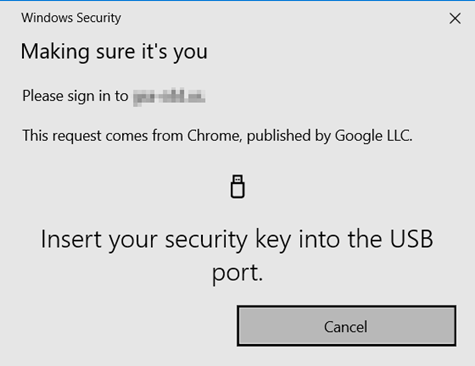 Windows Security
Making sure it's you
Please sign in to
This request comes from Chrome, published by Google LLC.
Insert your security key into the USB
port.
Cancel